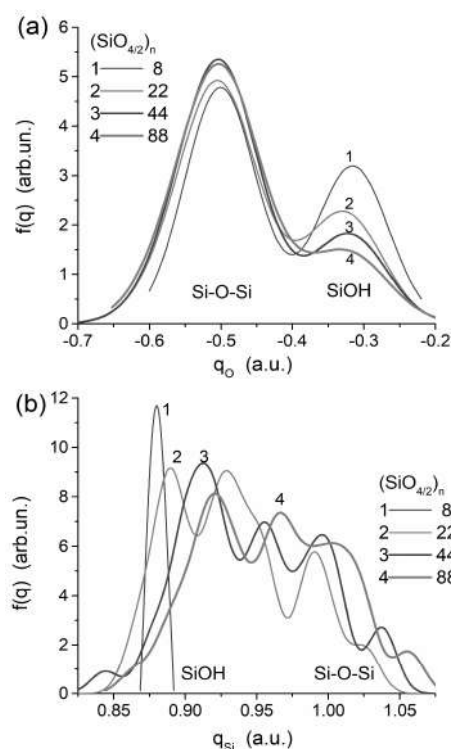 (a)
(SiO4/2)n
1 8
2 22
3 44
4 88
f(q) (arb.un.)
6
5
4
3
2
1
0
1
2
3
4
Si-O-Si SiOH
-0.7 -0.6 -0.5 -0.4 -0.3 -0.2
qO (a.u.)
(b)
f(q) (arb.un.)
12
10
8
6
4
2
0
1
2 3
4
(SiO4/2)n
1 8
2 22
3 44
4 88
SiOH Si-O-Si
0.85 0.90 0.95 1.00 1.05
qSi (a.u.)